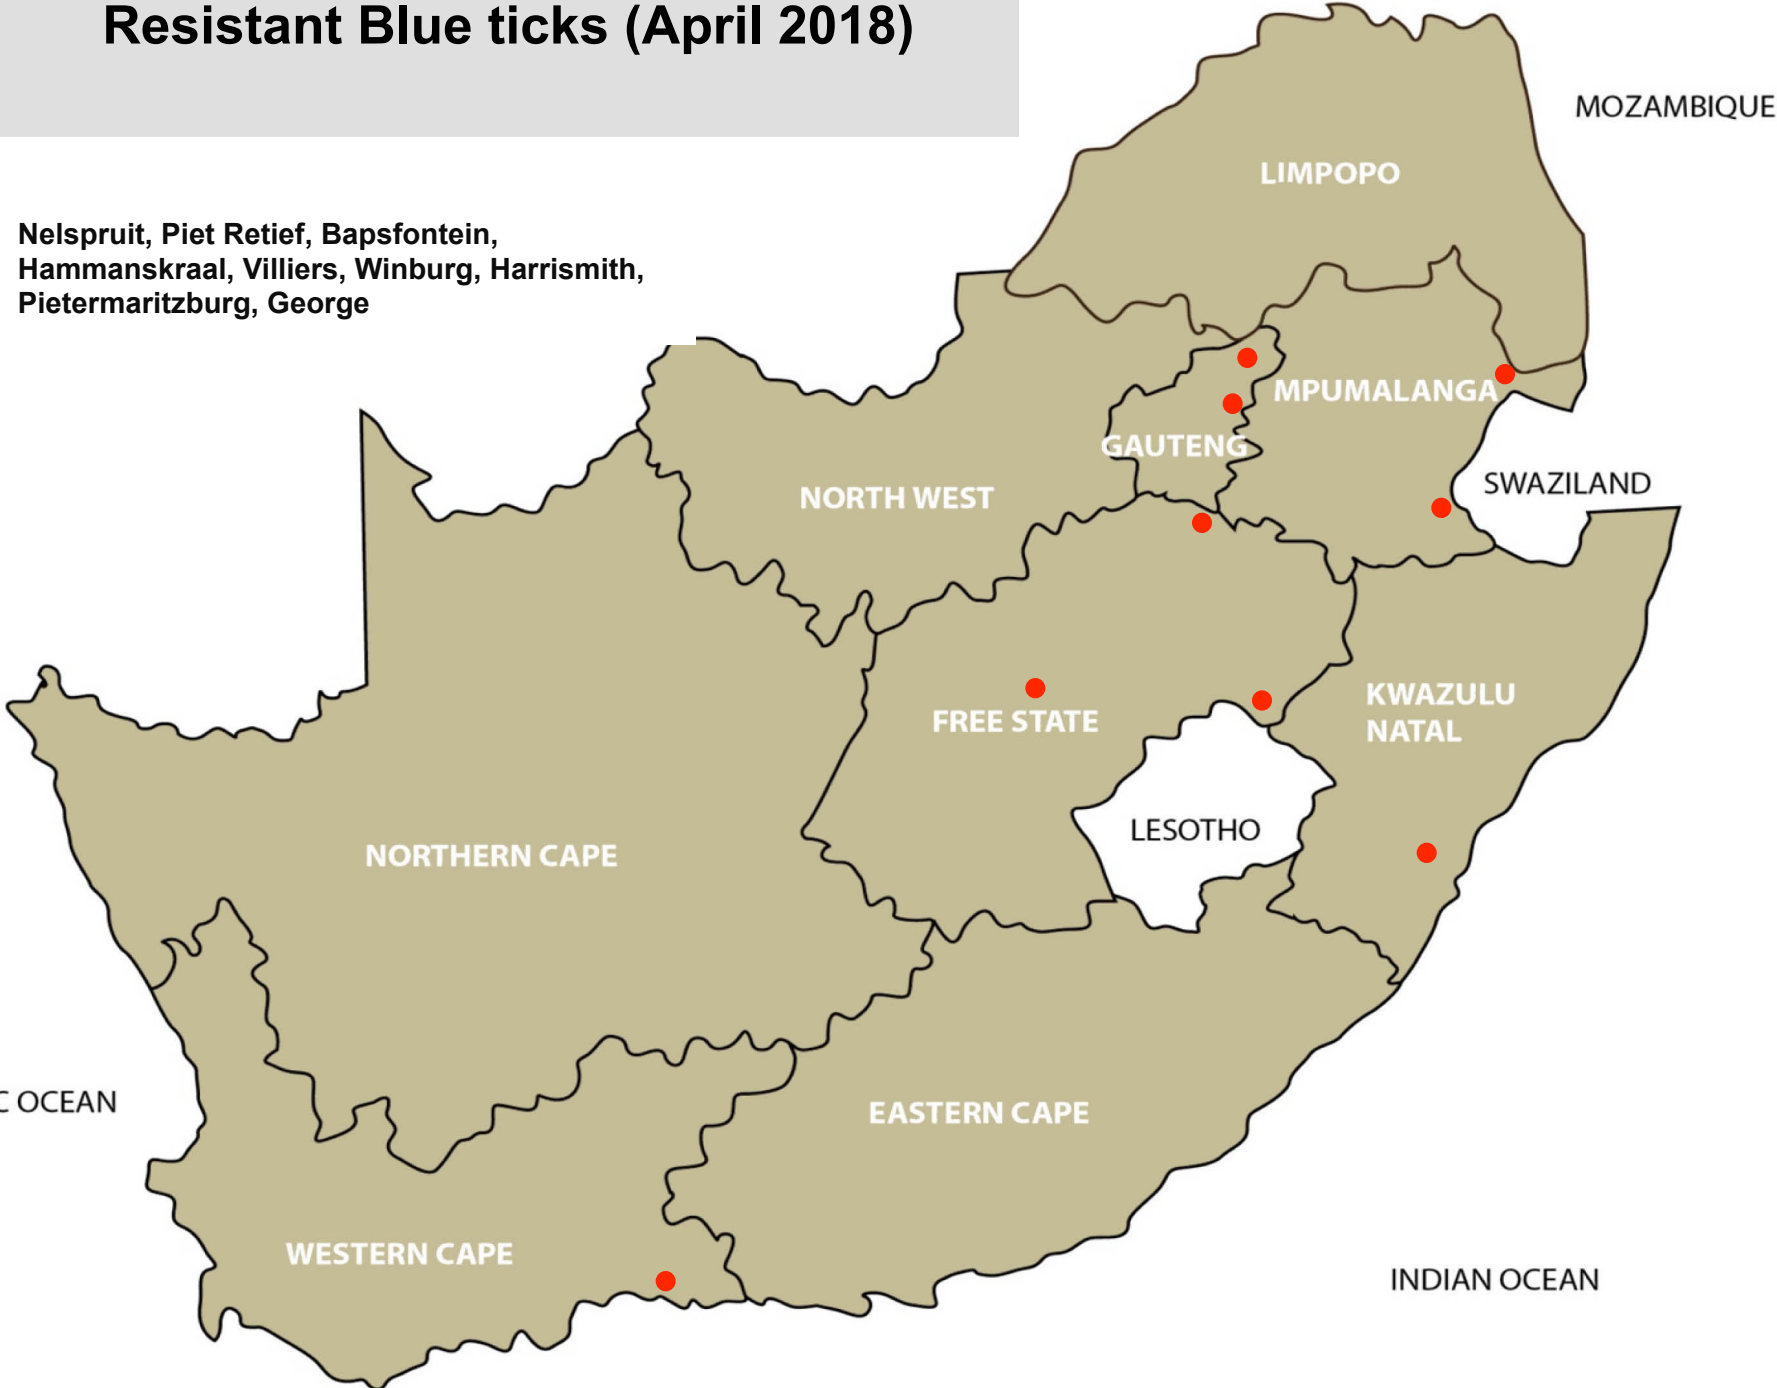 Resistant Blue ticks (April 2018)
MOZAMBIQUE
LIMPOPO
Nelspruit, Piet Retief, Bapsfontein,
Hammanskraal, Villiers, Winburg, Harrismith,
Pietermaritzburg, George
MPUMALANGA
GAUTENG
SWAZILAND
NORTH WEST
KWAZULU
NATAL
FREE STATE
LESOTHO
NORTHERN CAPE
C OCEAN
EASTERN CAPE
WESTERN CAPE
INDIAN OCEAN